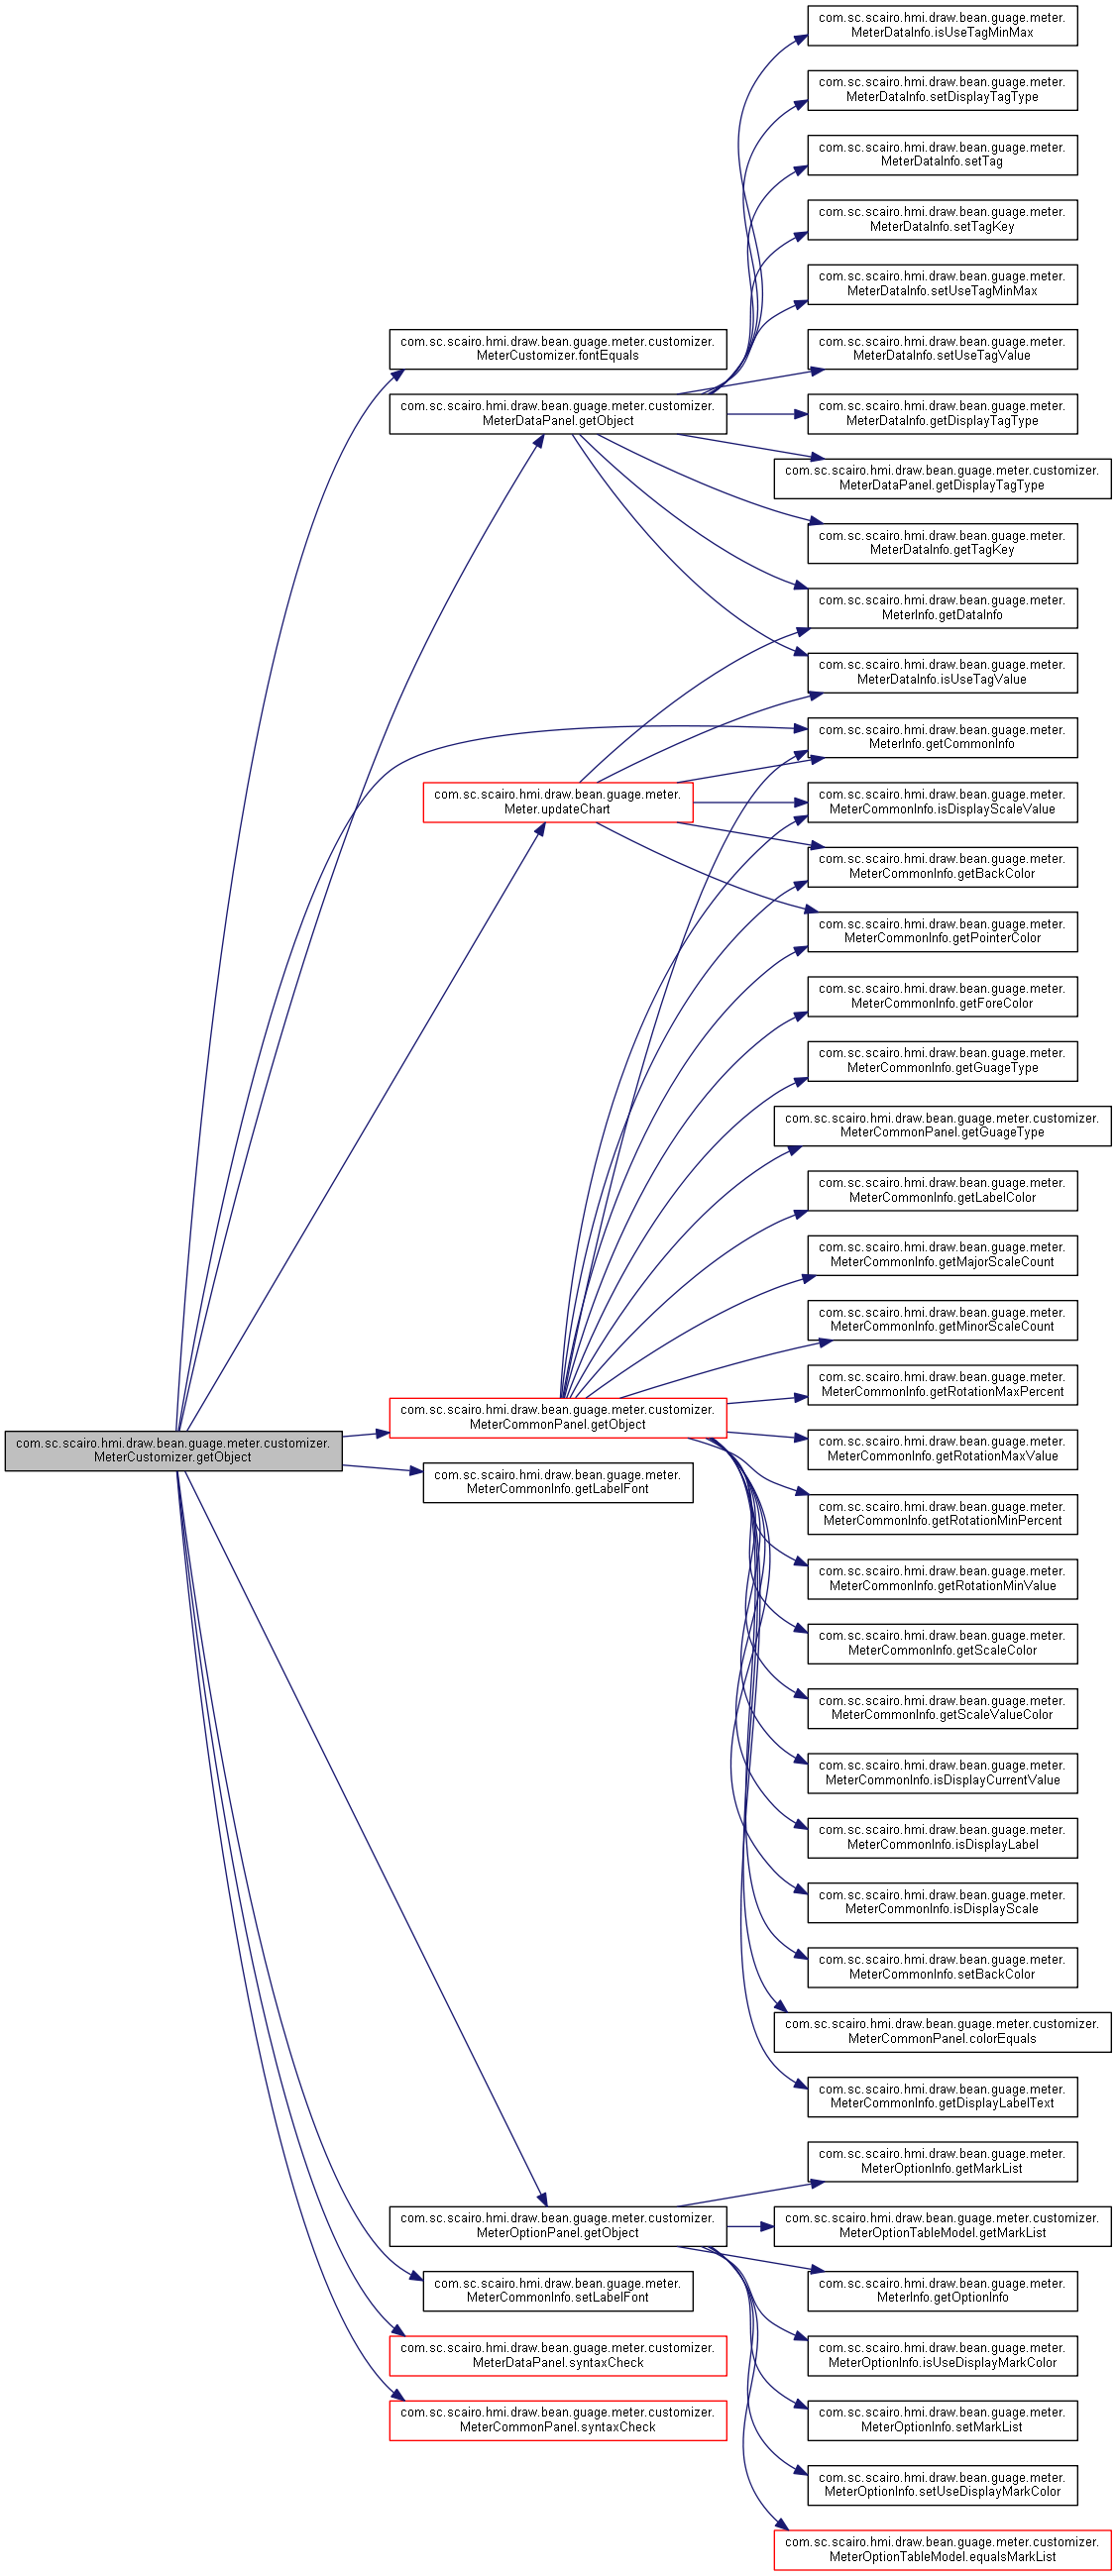 com.sc.scairo.hmi.draw.bean.guage.meter.customizer.
MeterCustomizer.getObject
com.sc.scairo.hmi.draw.bean.guage.meter.customizer.
MeterCustomizer.fontEquals
com.sc.scairo.hmi.draw.bean.guage.meter.customizer.
MeterDataPanel.getObject
com.sc.scairo.hmi.draw.bean.guage.meter.
Meter.updateChart
com.sc.scairo.hmi.draw.bean.guage.meter.customizer.
MeterCommonPanel.getObject
com.sc.scairo.hmi.draw.bean.guage.meter.
MeterCommonInfo.getLabelFont
com.sc.scairo.hmi.draw.bean.guage.meter.customizer.
MeterOptionPanel.getObject
com.sc.scairo.hmi.draw.bean.guage.meter.
MeterCommonInfo.setLabelFont
com.sc.scairo.hmi.draw.bean.guage.meter.customizer.
MeterDataPanel.syntaxCheck
com.sc.scairo.hmi.draw.bean.guage.meter.customizer.
MeterCommonPanel.syntaxCheck
com.sc.scairo.hmi.draw.bean.guage.meter.
MeterDataInfo.isUseTagMinMax
com.sc.scairo.hmi.draw.bean.guage.meter.
MeterDataInfo.setDisplayTagType
com.sc.scairo.hmi.draw.bean.guage.meter.
MeterDataInfo.setTag
com.sc.scairo.hmi.draw.bean.guage.meter.
MeterDataInfo.setTagKey
com.sc.scairo.hmi.draw.bean.guage.meter.
MeterDataInfo.setUseTagMinMax
com.sc.scairo.hmi.draw.bean.guage.meter.
MeterDataInfo.setUseTagValue
com.sc.scairo.hmi.draw.bean.guage.meter.
MeterDataInfo.getDisplayTagType
com.sc.scairo.hmi.draw.bean.guage.meter.customizer.
MeterDataPanel.getDisplayTagType
com.sc.scairo.hmi.draw.bean.guage.meter.
MeterDataInfo.getTagKey
com.sc.scairo.hmi.draw.bean.guage.meter.
MeterInfo.getDataInfo
com.sc.scairo.hmi.draw.bean.guage.meter.
MeterDataInfo.isUseTagValue
com.sc.scairo.hmi.draw.bean.guage.meter.
MeterInfo.getCommonInfo
com.sc.scairo.hmi.draw.bean.guage.meter.
MeterCommonInfo.isDisplayScaleValue
com.sc.scairo.hmi.draw.bean.guage.meter.
MeterCommonInfo.getBackColor
com.sc.scairo.hmi.draw.bean.guage.meter.
MeterCommonInfo.getPointerColor
com.sc.scairo.hmi.draw.bean.guage.meter.
MeterCommonInfo.getForeColor
com.sc.scairo.hmi.draw.bean.guage.meter.
MeterCommonInfo.getGuageType
com.sc.scairo.hmi.draw.bean.guage.meter.customizer.
MeterCommonPanel.getGuageType
com.sc.scairo.hmi.draw.bean.guage.meter.
MeterCommonInfo.getLabelColor
com.sc.scairo.hmi.draw.bean.guage.meter.
MeterCommonInfo.getMajorScaleCount
com.sc.scairo.hmi.draw.bean.guage.meter.
MeterCommonInfo.getMinorScaleCount
com.sc.scairo.hmi.draw.bean.guage.meter.
MeterCommonInfo.getRotationMaxPercent
com.sc.scairo.hmi.draw.bean.guage.meter.
MeterCommonInfo.getRotationMaxValue
com.sc.scairo.hmi.draw.bean.guage.meter.
MeterCommonInfo.getRotationMinPercent
com.sc.scairo.hmi.draw.bean.guage.meter.
MeterCommonInfo.getRotationMinValue
com.sc.scairo.hmi.draw.bean.guage.meter.
MeterCommonInfo.getScaleColor
com.sc.scairo.hmi.draw.bean.guage.meter.
MeterCommonInfo.getScaleValueColor
com.sc.scairo.hmi.draw.bean.guage.meter.
MeterCommonInfo.isDisplayCurrentValue
com.sc.scairo.hmi.draw.bean.guage.meter.
MeterCommonInfo.isDisplayLabel
com.sc.scairo.hmi.draw.bean.guage.meter.
MeterCommonInfo.isDisplayScale
com.sc.scairo.hmi.draw.bean.guage.meter.
MeterCommonInfo.setBackColor
com.sc.scairo.hmi.draw.bean.guage.meter.customizer.
MeterCommonPanel.colorEquals
com.sc.scairo.hmi.draw.bean.guage.meter.
MeterCommonInfo.getDisplayLabelText
com.sc.scairo.hmi.draw.bean.guage.meter.
MeterOptionInfo.getMarkList
com.sc.scairo.hmi.draw.bean.guage.meter.customizer.
MeterOptionTableModel.getMarkList
com.sc.scairo.hmi.draw.bean.guage.meter.
MeterInfo.getOptionInfo
com.sc.scairo.hmi.draw.bean.guage.meter.
MeterOptionInfo.isUseDisplayMarkColor
com.sc.scairo.hmi.draw.bean.guage.meter.
MeterOptionInfo.setMarkList
com.sc.scairo.hmi.draw.bean.guage.meter.
MeterOptionInfo.setUseDisplayMarkColor
com.sc.scairo.hmi.draw.bean.guage.meter.customizer.
MeterOptionTableModel.equalsMarkList